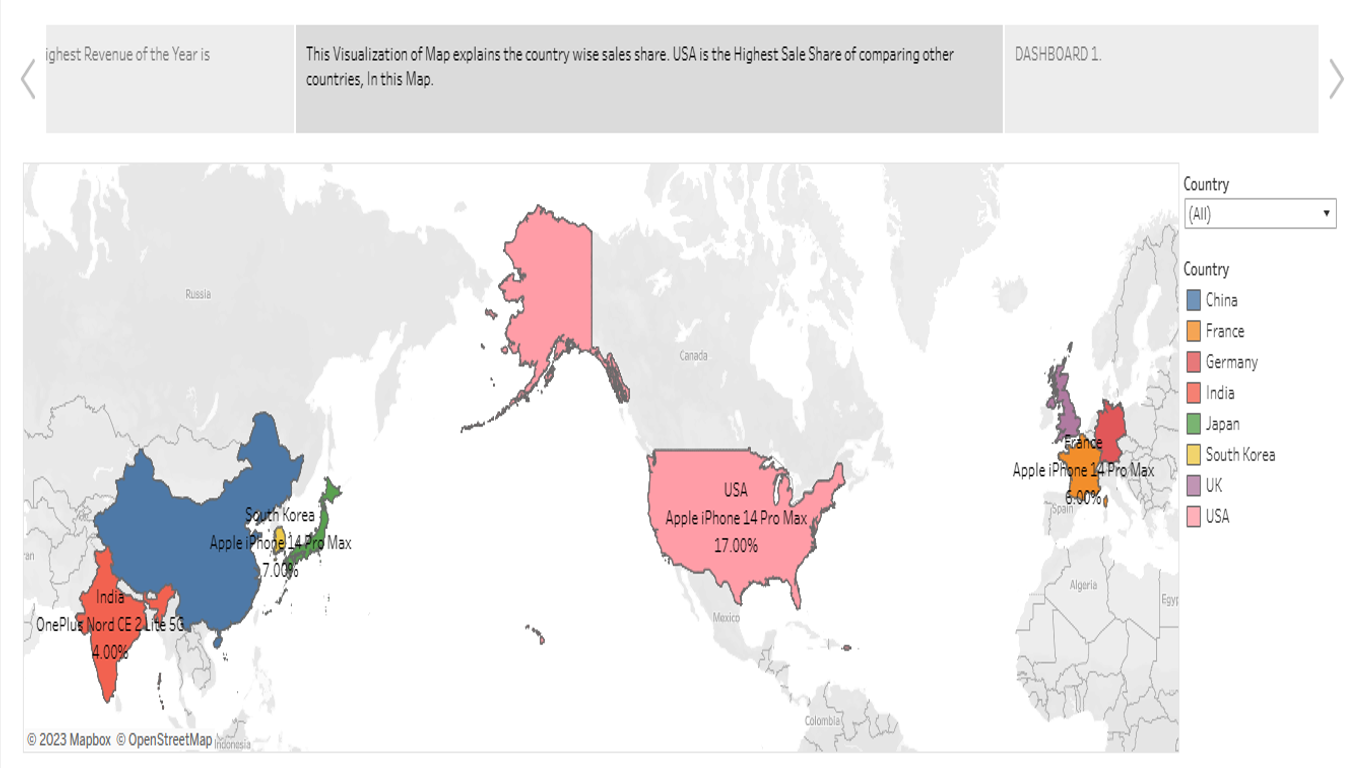 ighest Revenue of the Year is
This Visualization of Map explains the country wise sales share. USA is the Highest Sale Share of comparing other
countries, In this Map.
DASHBOARD 1.
Country
(All)
Country
China
France
Germany
India
Japan
South Korea
UK
USA
Russia
Canada
USA
Apple iPhone 14 Pro Max
17.00%
France
Apple iPhone 14 Pro Max
6.00%
Spain
South Korea
Apple iPhone 14 Pro Max
7.00%
India
OnePlus Nord CE 2 Lite 5G
4.00%
Mexico
Algeria
Colombia
Indonesia
© 2023 Mapbox © OpenStreetMap